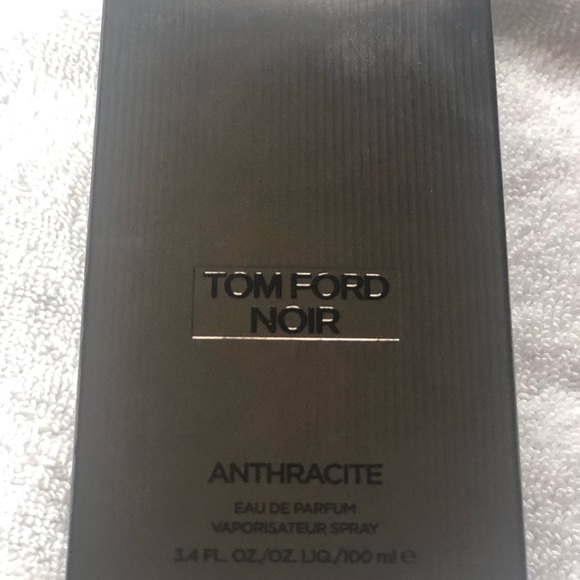 TOM FORD
NOIR
ANTHRACITE
EAU DE PARFUM
VAPORISATEUR SPRAY
3.4 FL. OZ./OZ. LIQ./100 ml ℮